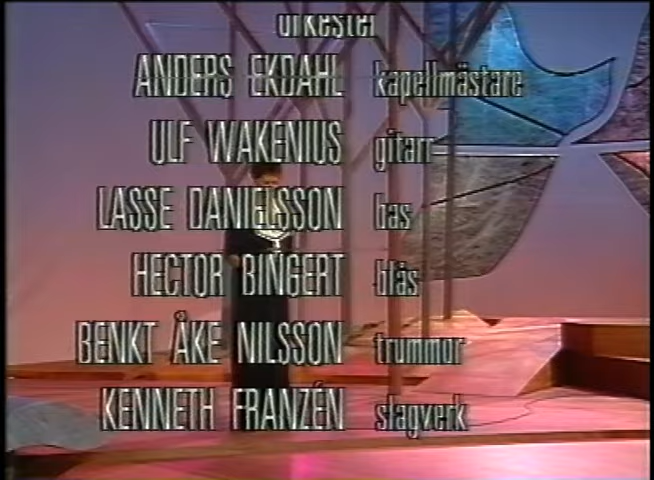 orkester
ANDERS EKDAHL kapellmästare
ULF WAKENIUS gitarr
LASSE DANIELSSON bas
HECTOR BINGERT blås
BENKT ÅKE NILSSON trummor
KENNETH FRANZÉN slagverk